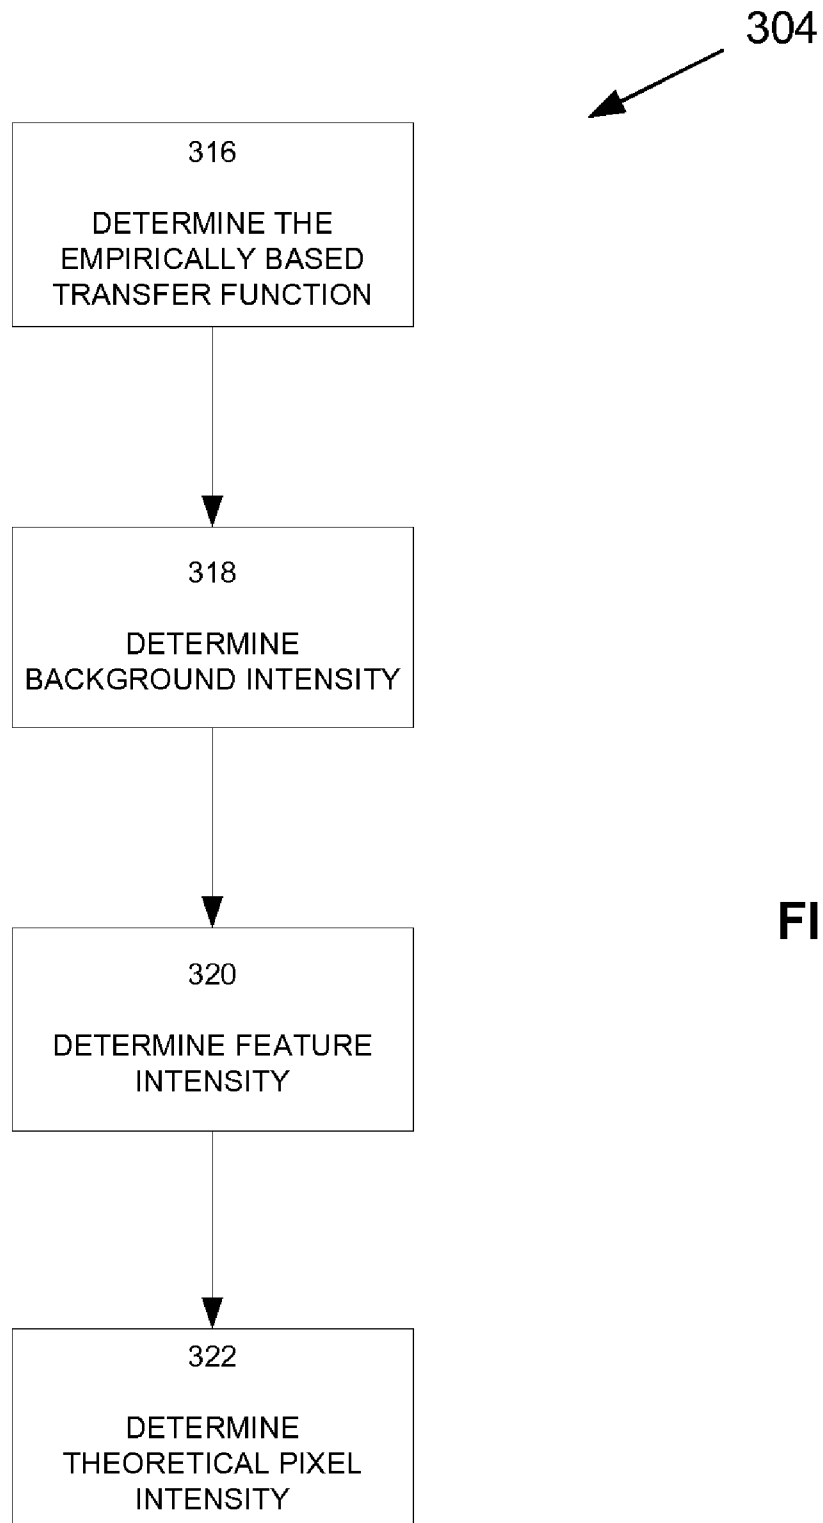 304
316
DETERMINE THE
EMPIRICALLY BASED
TRANSFER FUNCTION
318
DETERMINE
BACKGROUND INTENSITY
320
DETERMINE FEATURE
INTENSITY
FI
322
DETERMINE
THEORETICAL PIXEL
INTENSITY